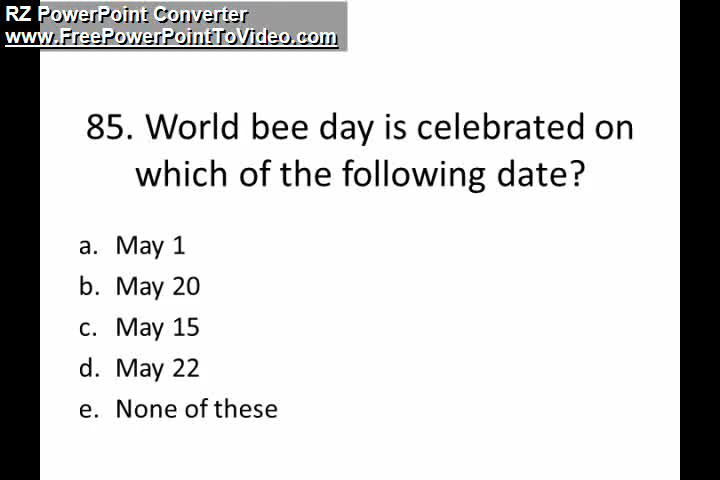 RZ PowerPoint Converter
www.FreePowerPointToVideo.com
85. World bee day is celebrated on
which of the following date?
a. May 1
b. May 20
c. May 15
d. May 22
e. None of these